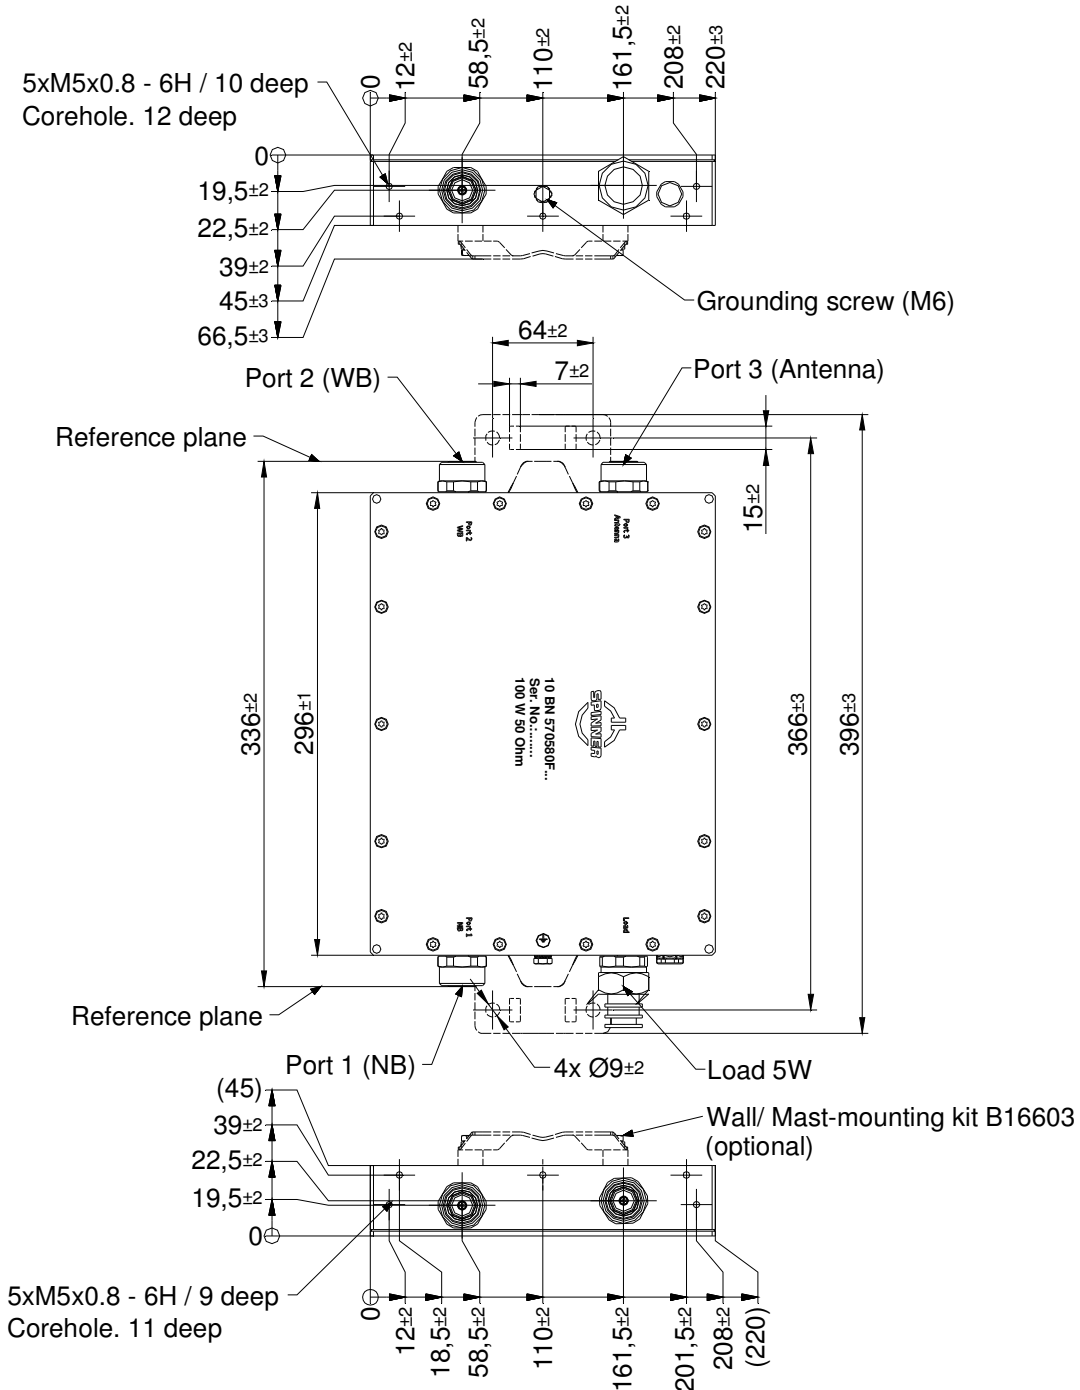 0
12±2
58,5±2
110±2
161,5±2
208±2
220±3
5xM5x0.8 - 6H / 10 deep
Corehole. 12 deep
0
19,5±2
22,5±2
39±2
45±3
66,5±3
Grounding screw (M6)
64±2
7±2
Port 2 (WB)
Port 3 (Antenna)
Reference plane
15±2
Port 2
WB
Port 3
Antenna
336±2
296±1
366±3
396±3
SPINNER
10 BN 570580F...
Ser. No.:.......
100 W 50 Ohm
Port 1
NB
Load
Reference plane
Port 1 (NB)
4x Ø9±2
Load 5W
(45)
39±2
22,5±2
19,5±2
0
Wall/ Mast-mounting kit B16603
(optional)
5xM5x0.8 - 6H / 9 deep
Corehole. 11 deep
0
12±2
18,5±2
58,5±2
110±2
161,5±2
201,5±2
208±2
(220)